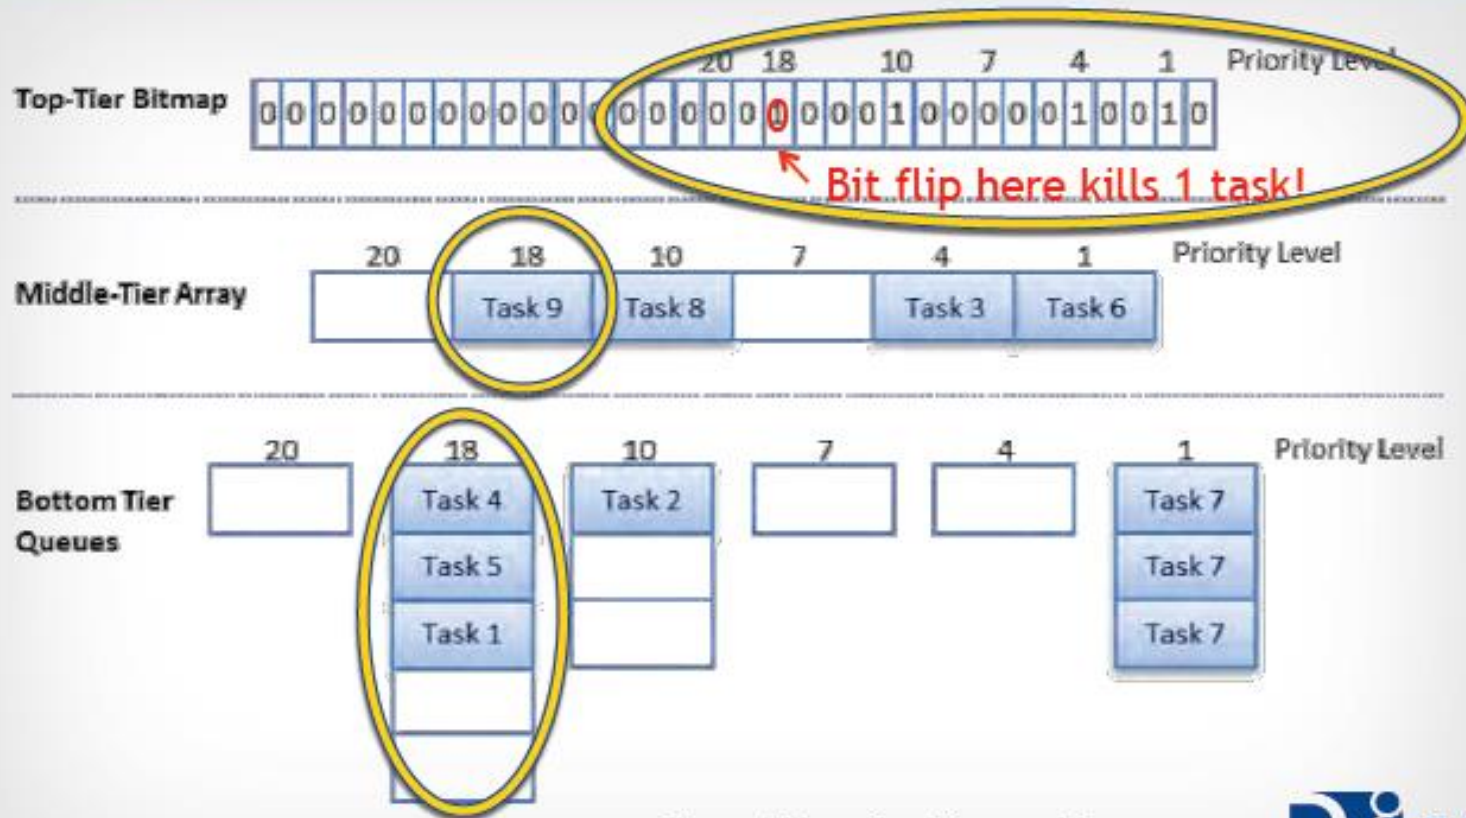 20 18 10 7 4 1 Priority Level
Top-Tier Bitmap 0 0 0 0 0 0 0 0 0 0 0 0 0 0 0 0 0 1 0 0 0 1 0 0 0 0 0 1 0 0 1 0
Bit flip here kills 1 task!
20 18 10 7 4 1 Priority Level
Middle-Tier Array
Task 9 Task 8 Task 3 Task 6
20 18 10 7 4 1 Priority Level
Bottom Tier
Queues
Task 4 Task 2 Task 7
Task 5 Task 7
Task 1 Task 7